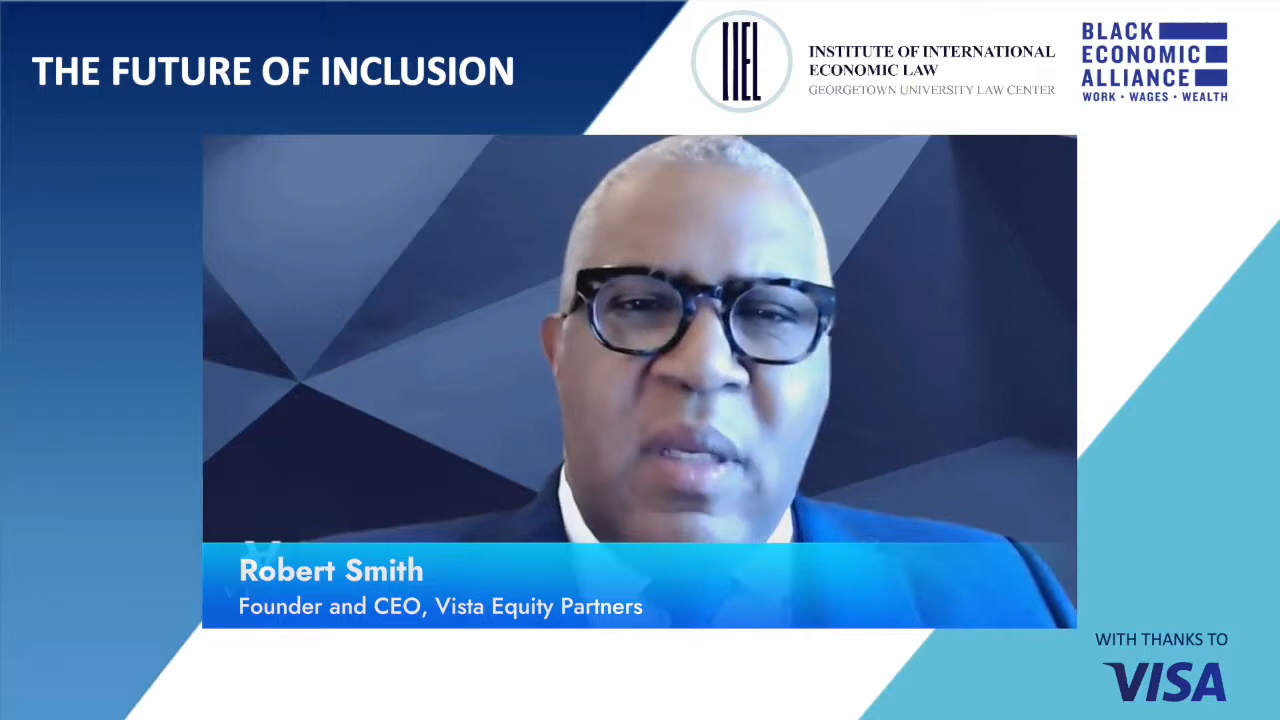 THE FUTURE OF INCLUSION
IIEL
INSTITUTE OF INTERNATIONAL
ECONOMIC LAW
GEORGETOWN UNIVERSITY LAW CENTER
BLACK
ECONOMIC
ALLIANCE
WORK • WAGES • WEALTH
Robert Smith
Founder and CEO, Vista Equity Partners
WITH THANKS TO
VISA